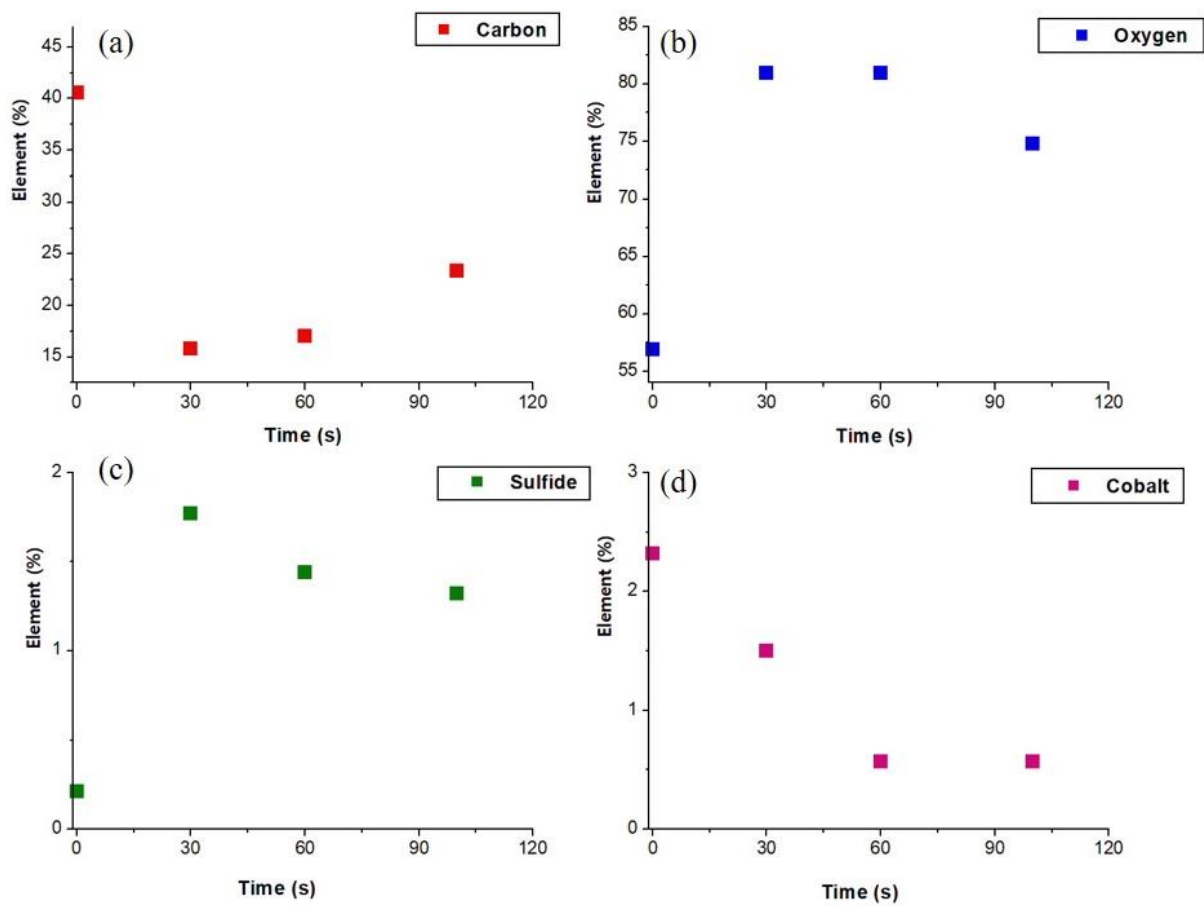 (a)
Carbon
Element (%)
45
40
35
30
25
20
15
0 30 60 90 120
Time (s)
(b)
Oxygen
Element (%)
85
80
75
70
65
60
55
0 30 60 90 120
Time (s)
(c)
Sulfide
Element (%)
2
1
0
0 30 60 90 120
Time (s)
(d)
Cobalt
Element (%)
3
2
1
0
0 30 60 90 120
Time (s)